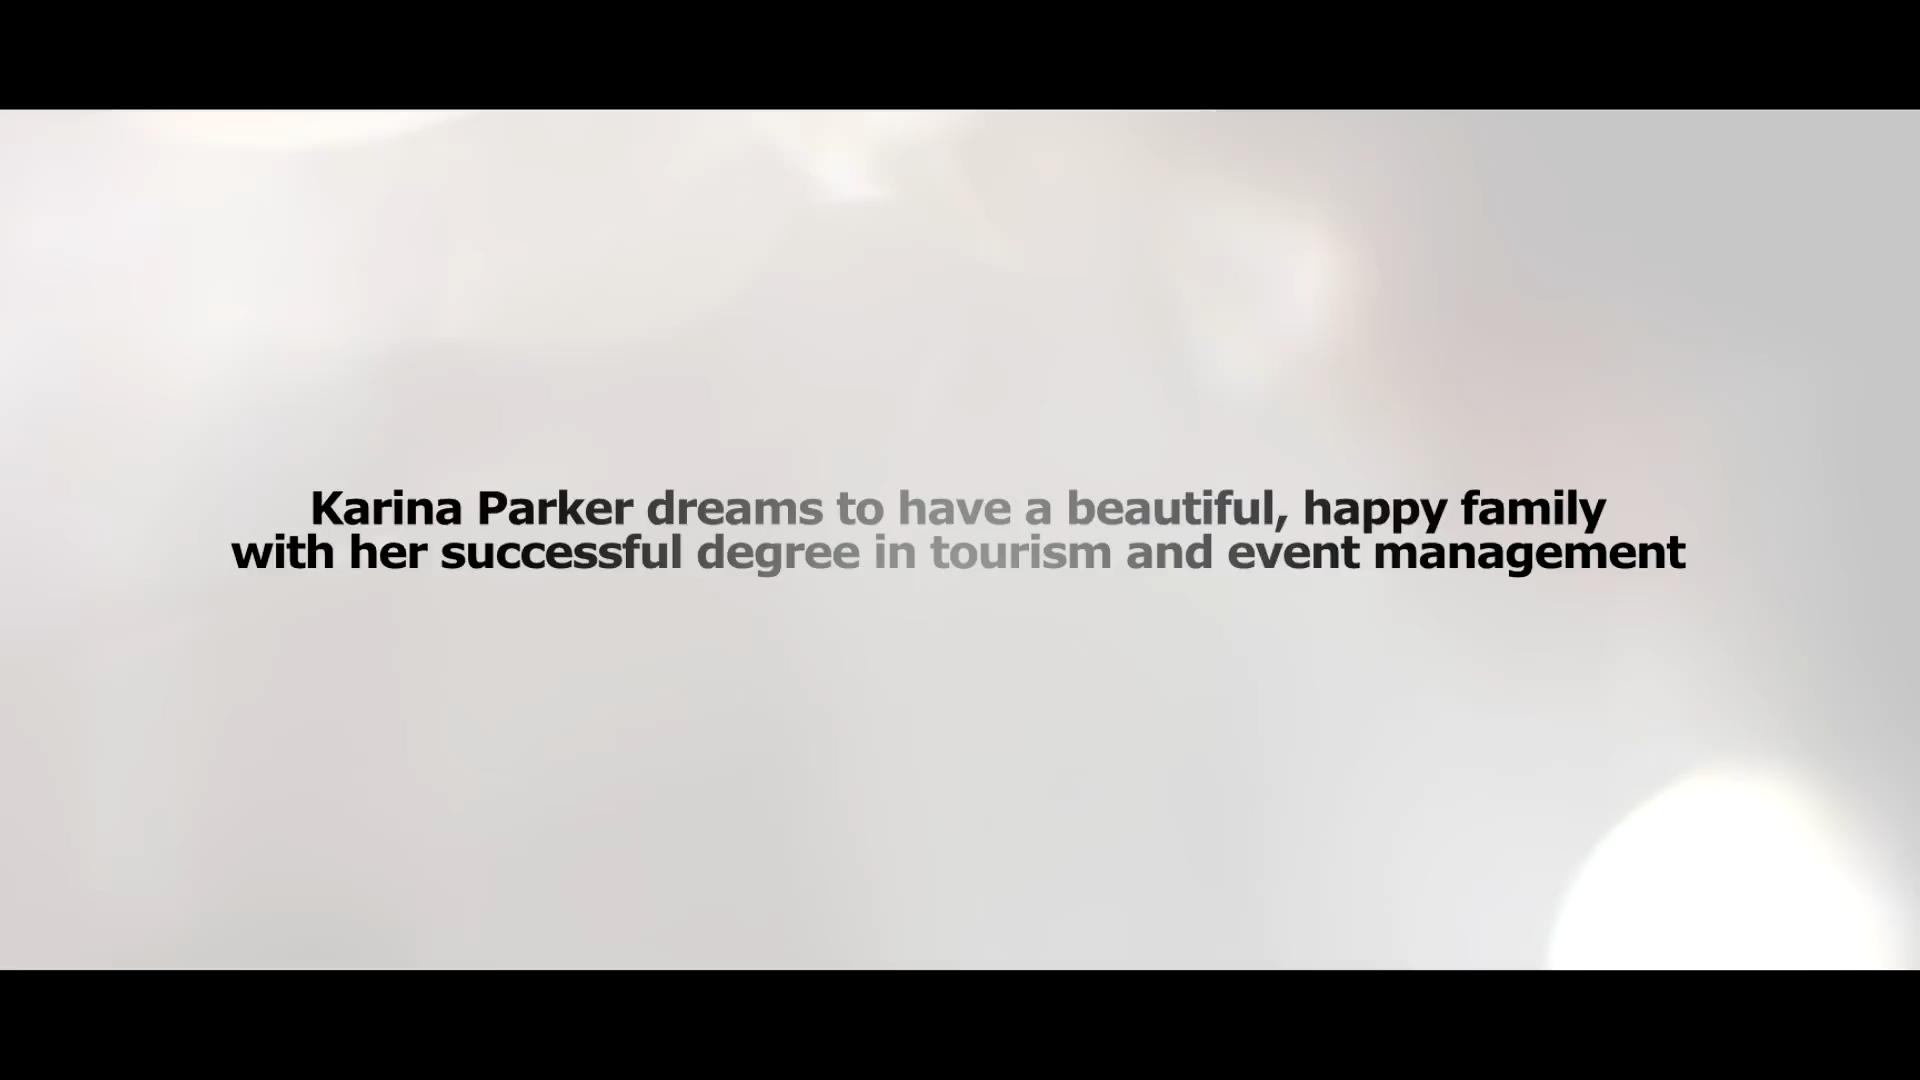 Karina Parker dreams to have a beautiful, happy family
with her successful degree in tourism and event management